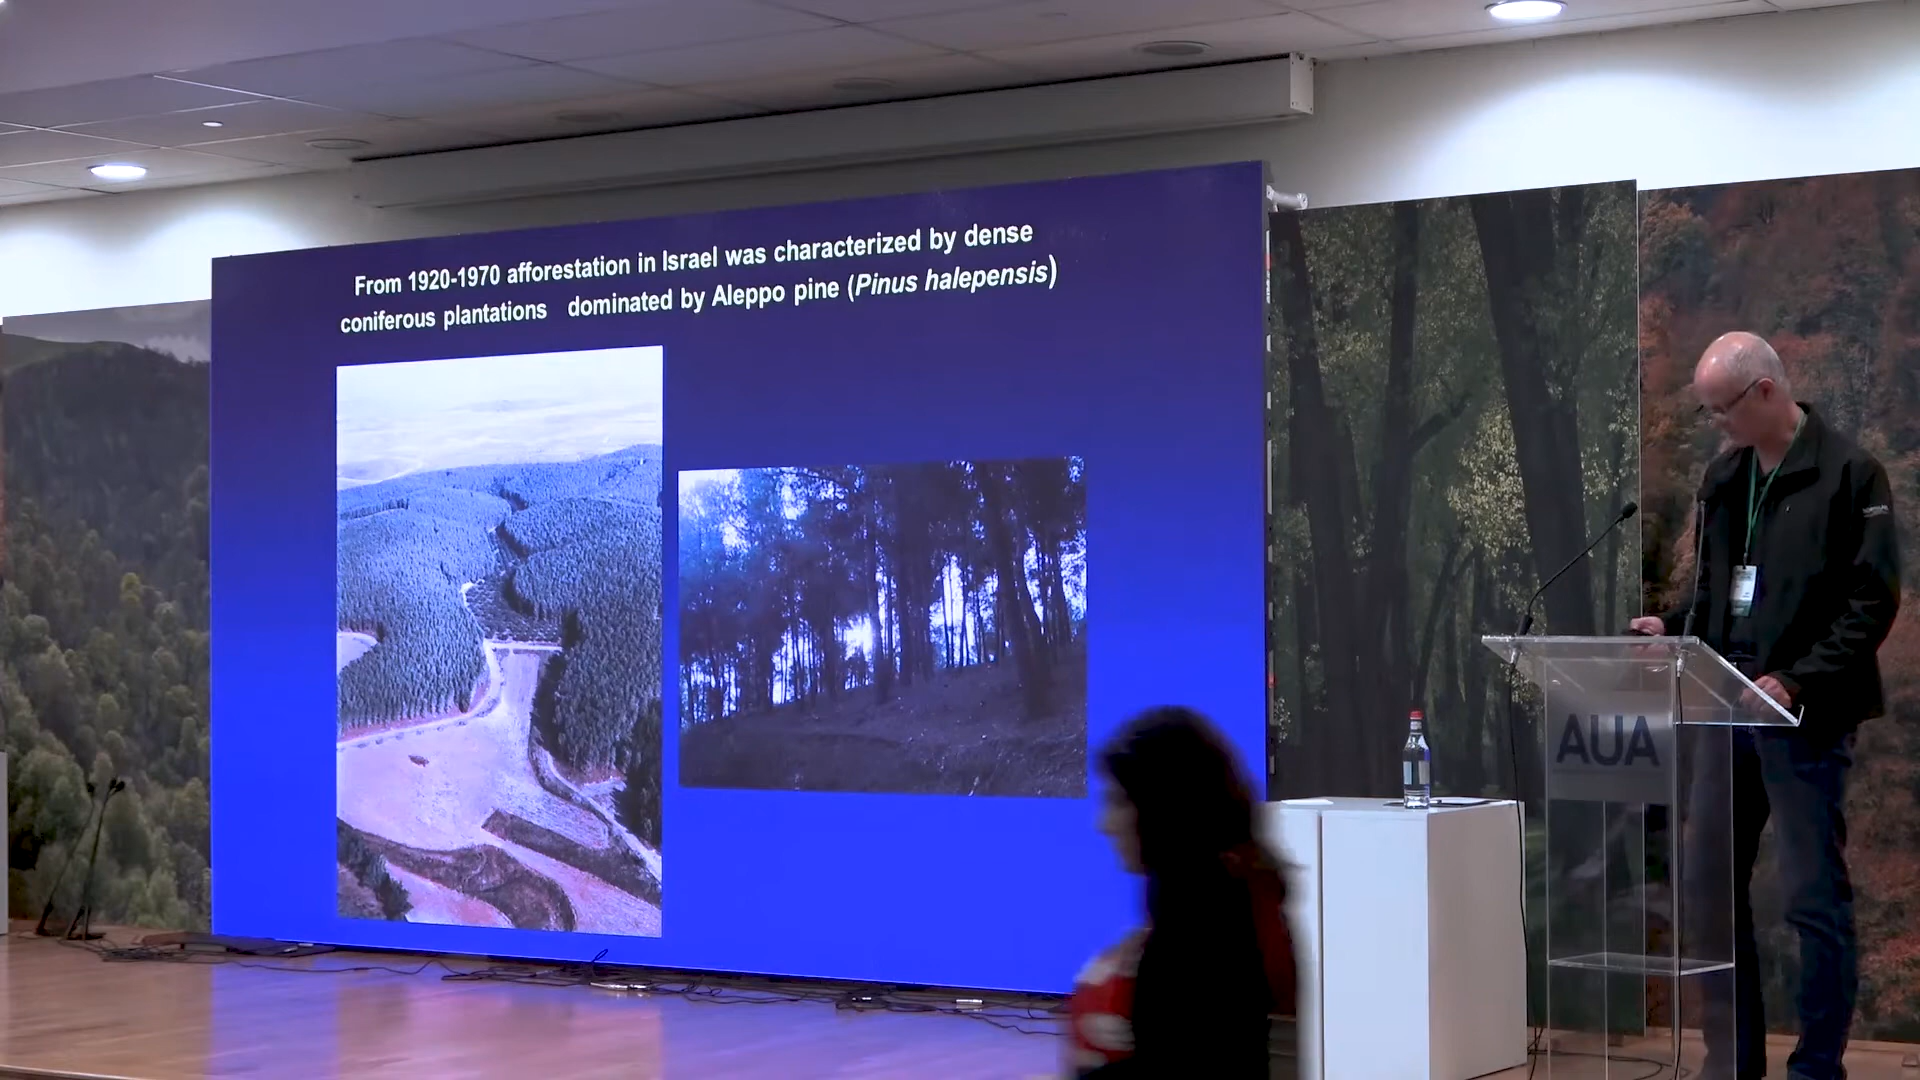 From 1920-1970 afforestation in Israel was characterized by dense
coniferous plantations dominated by Aleppo pine (Pinus halepensis)
AUA